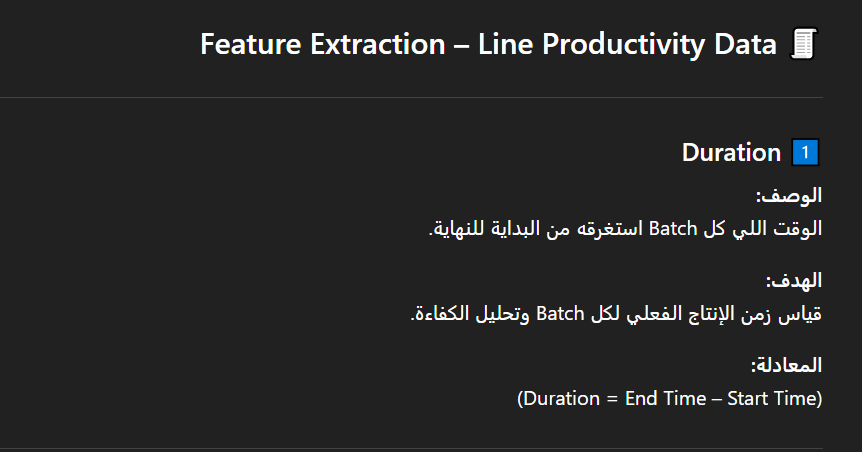 Feature Extraction – Line Productivity Data
1 Duration
الوصف:
الوقت اللي كل Batch استغرقه من البداية للنهاية.
الهدف:
قياس زمن الإنتاج الفعلي لكل Batch وتحليل الكفاءة.
المعادلة:
(Duration = End Time – Start Time)